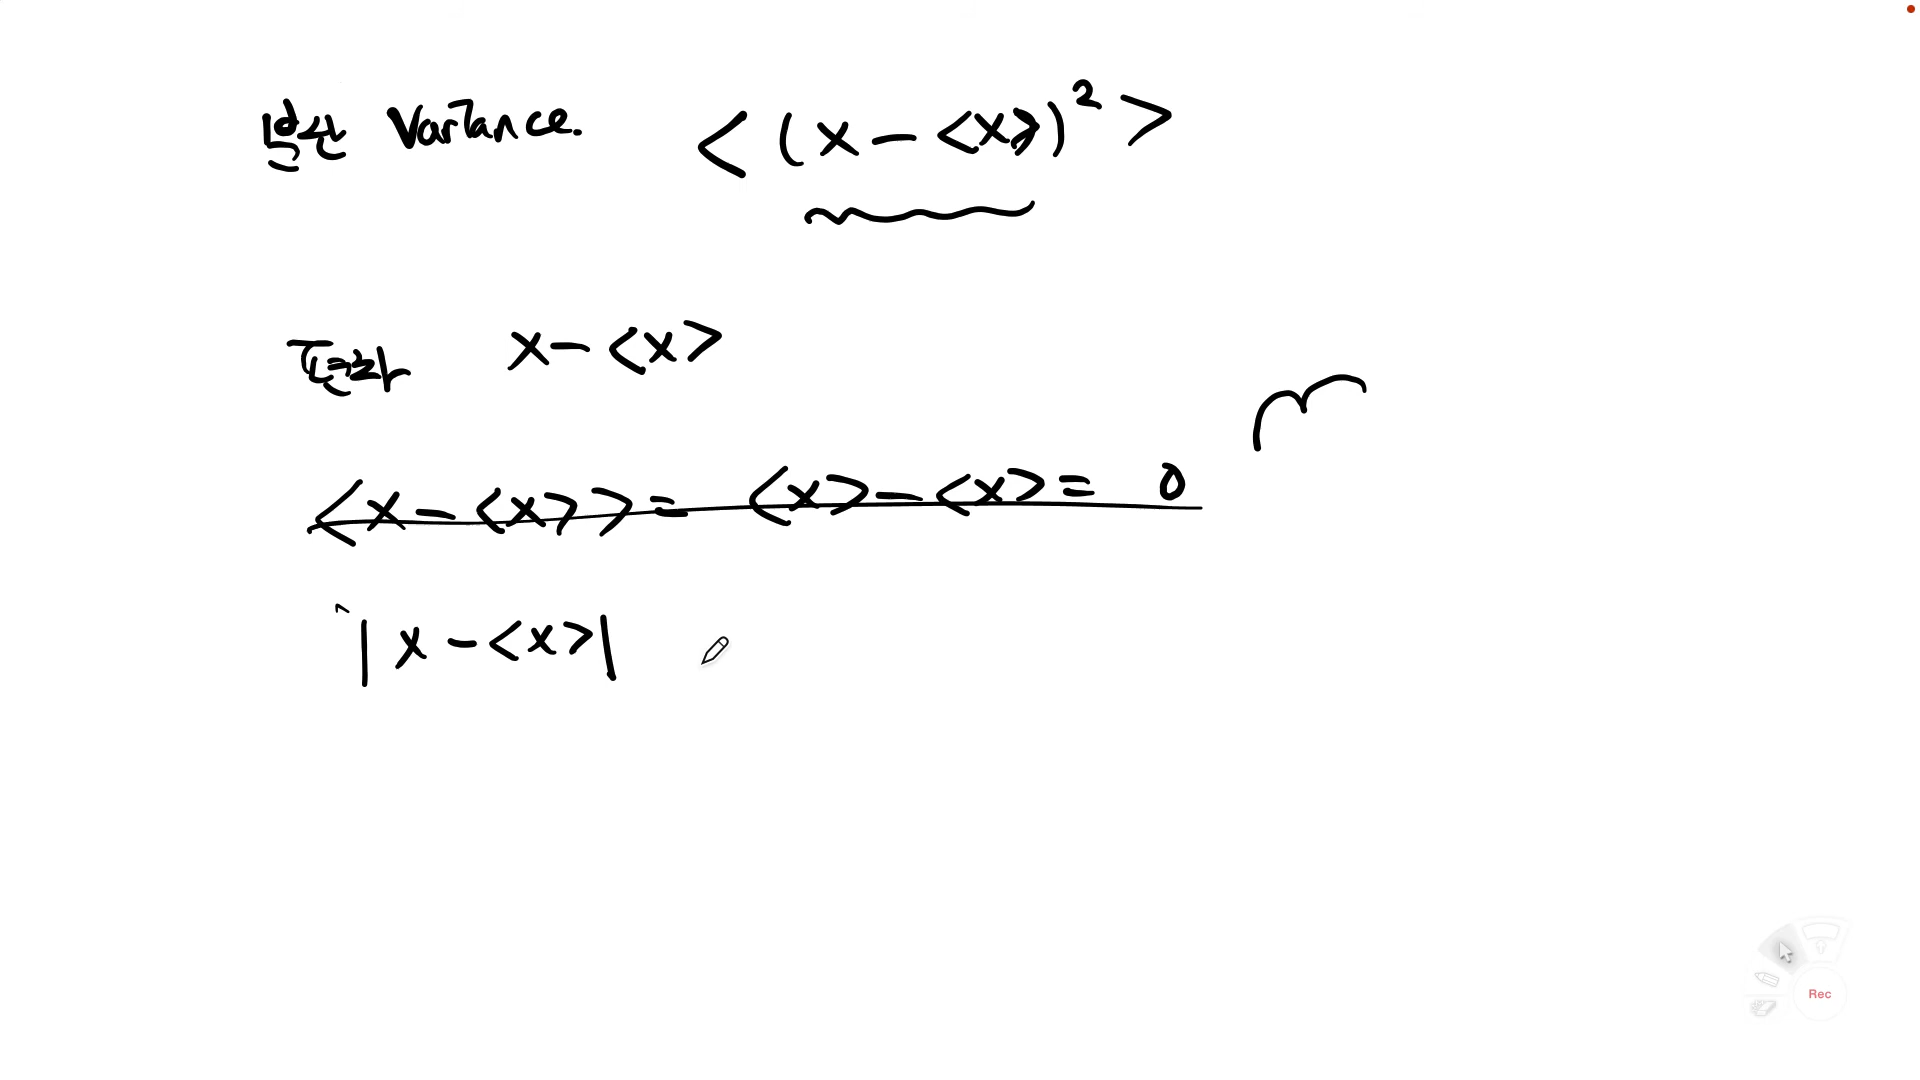 분산 Variance. < (x - <x>)² >
편차 x - <x>
<x - <x>> = <x> - <x> = 0
|x - <x>|
Rec